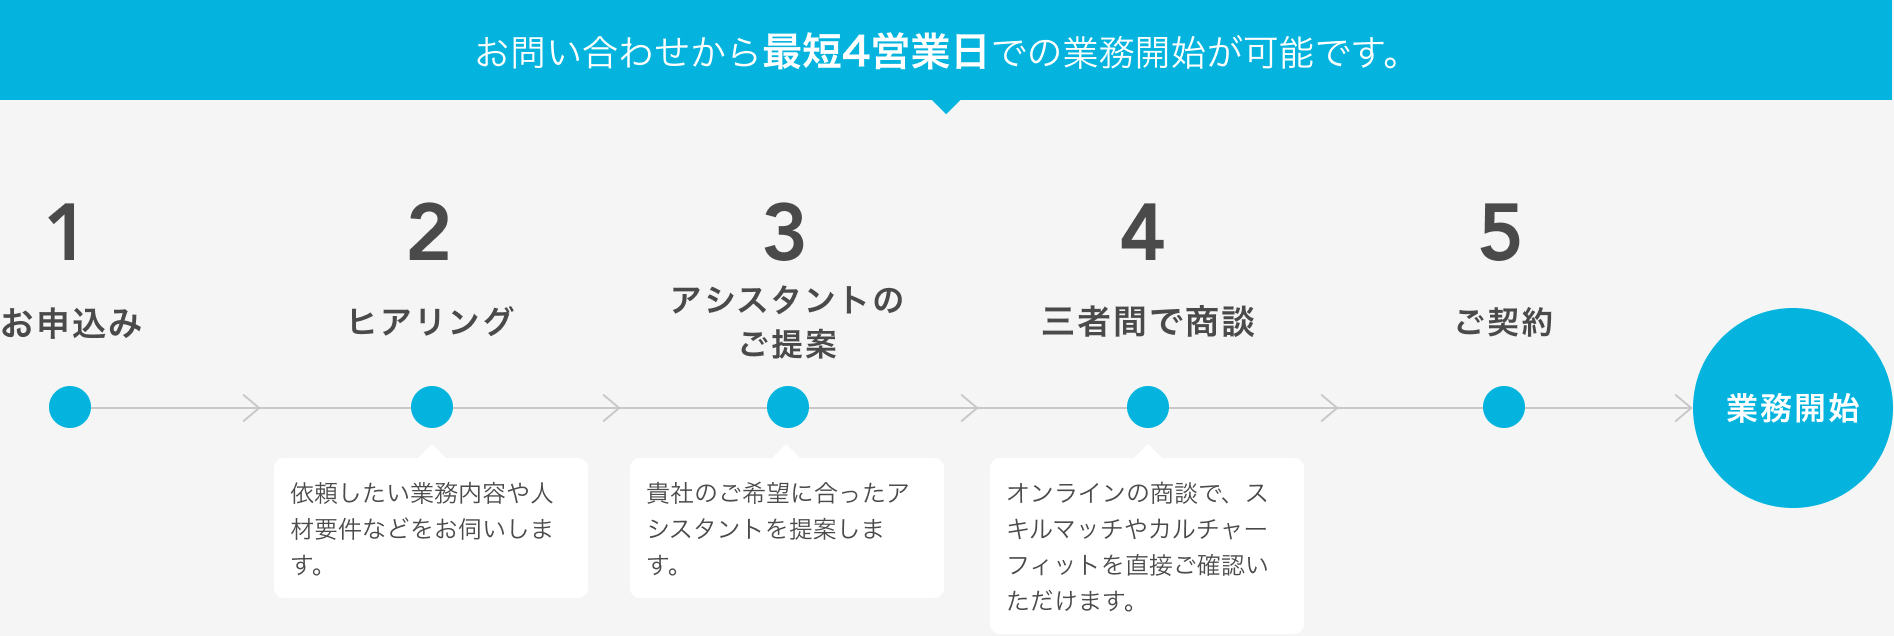 お問い合わせから最短4営業日での業務開始が可能です。
1
お申込み
2
ヒアリング
依頼したい業務内容や人
材要件などをお伺いしま
す。
3
アシスタントの
ご提案
貴社のご希望に合ったア
シスタントを提案しま
す。
4
三者間で商談
オンラインの商談で、ス
キルマッチやカルチャー
フィットを直接ご確認い
ただけます。
5
ご契約
業務開始